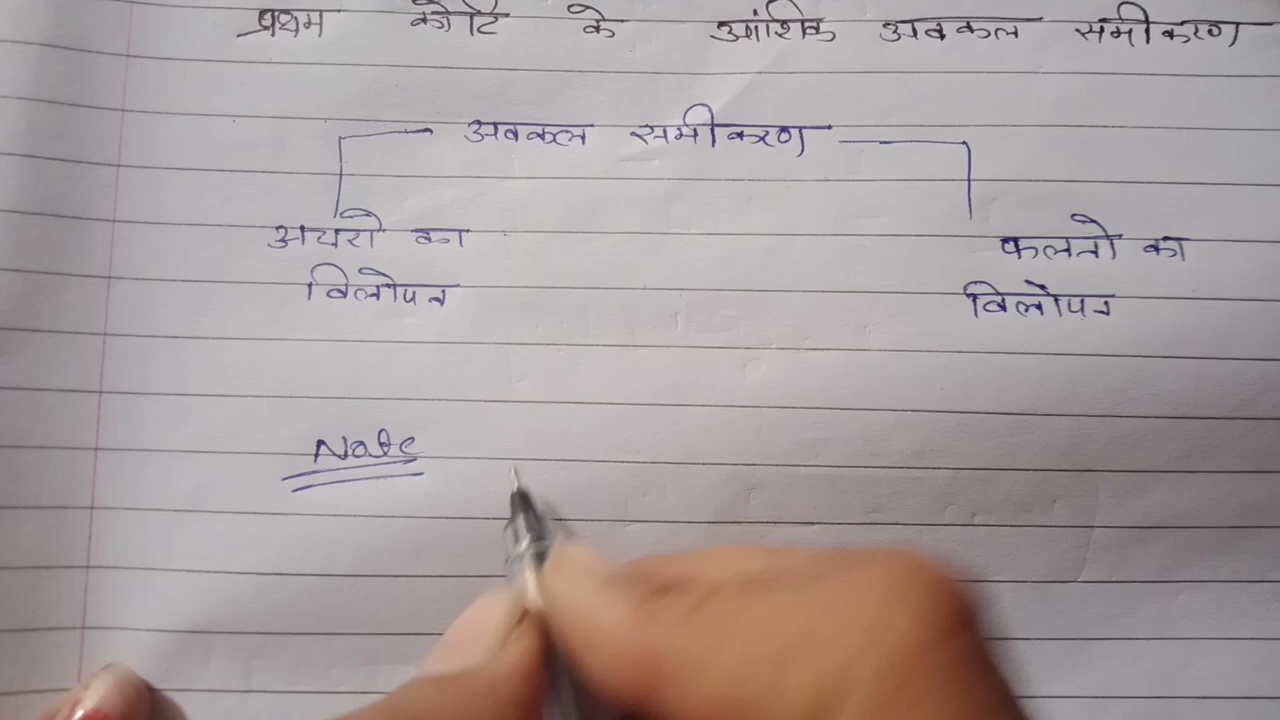 प्रथम कोटि के आंशिक अवकल समीकरण
अवकल समीकरण
अचरो का
विलोपन
फलनो का
विलोपन
Note